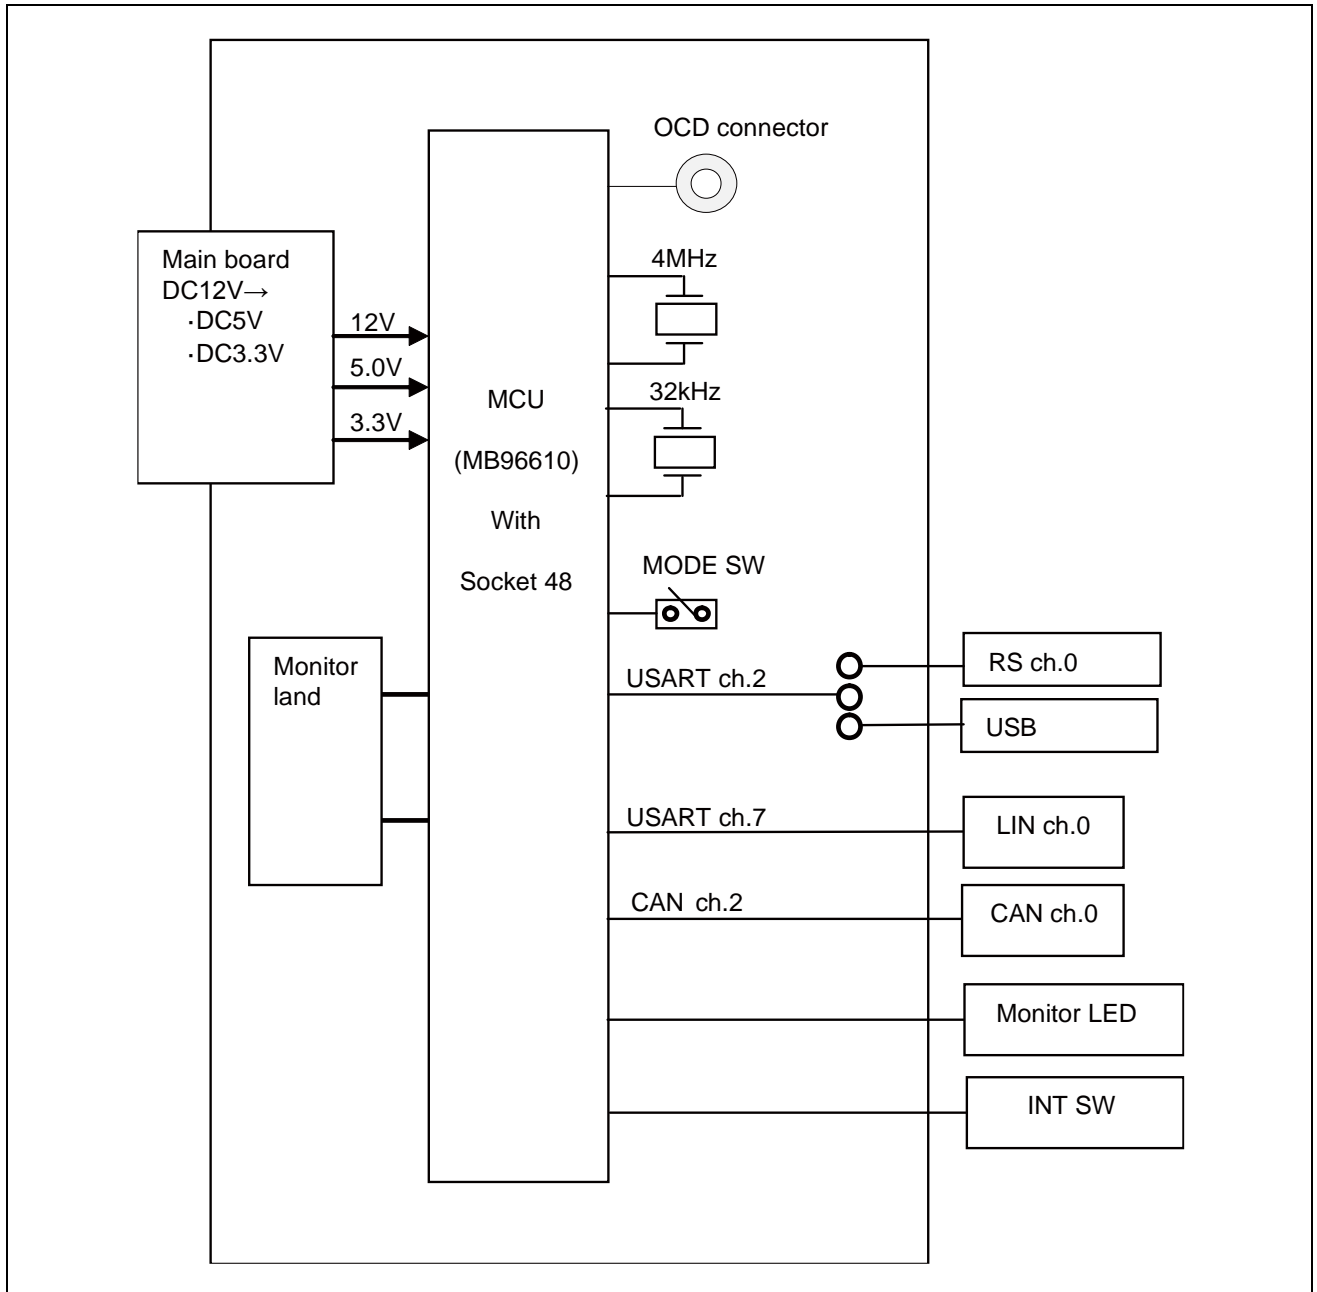 OCD connector
Main board
DC12V→
·DC5V
·DC3.3V
12V
5.0V
3.3V
4MHz
32kHz
MCU
(MB96610)
With
Socket 48
MODE SW
Monitor
land
USART ch.2
RS ch.0
USB
USART ch.7
LIN ch.0
CAN ch.2
CAN ch.0
Monitor LED
INT SW